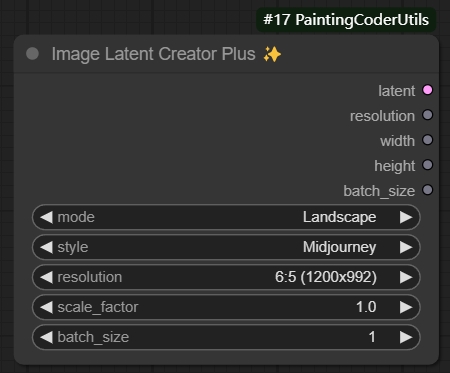 #17 PaintingCoderUtils
Image Latent Creator Plus ✨
latent
resolution
width
height
batch_size
mode Landscape
style Midjourney
resolution 6:5 (1200x992)
scale_factor 1.0
batch_size 1